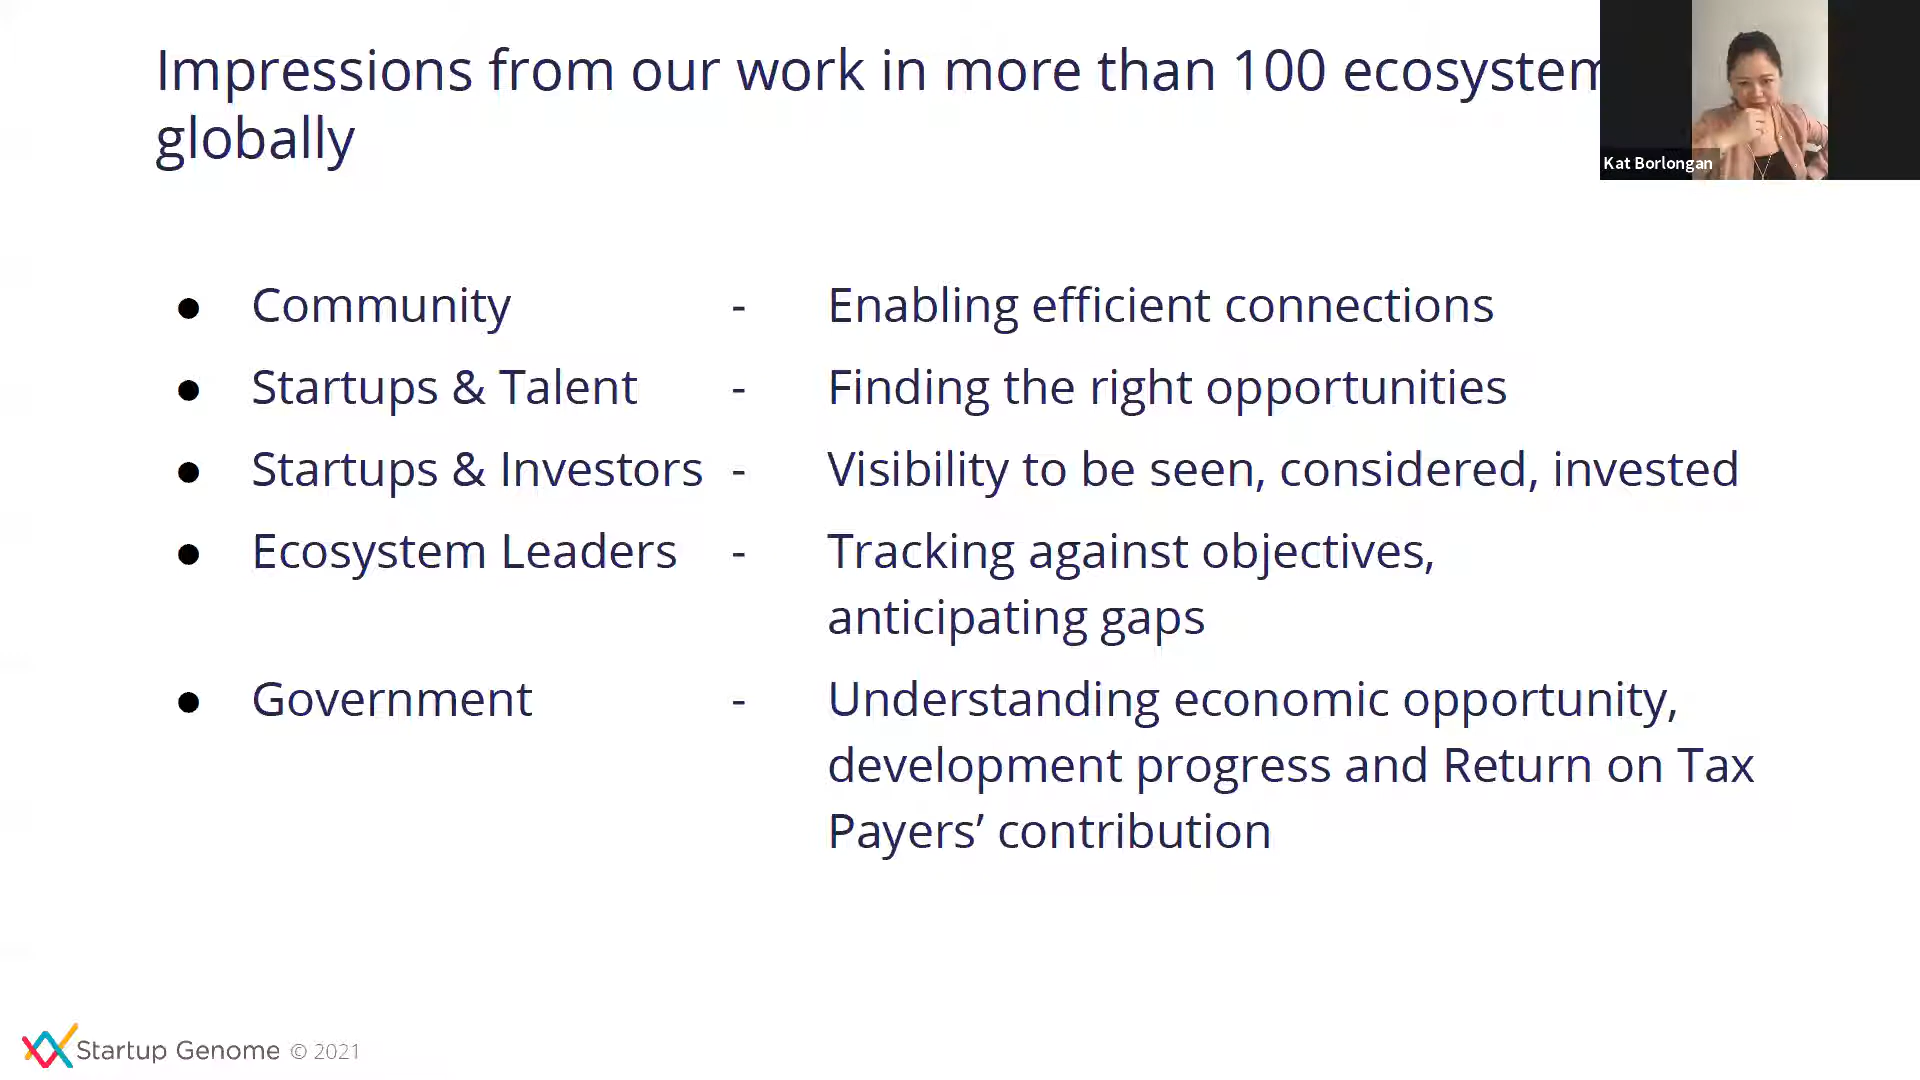 Impressions from our work in more than 100 ecosystem
globally
Kat Borlongan
● Community - Enabling efficient connections
● Startups & Talent - Finding the right opportunities
● Startups & Investors - Visibility to be seen, considered, invested
● Ecosystem Leaders - Tracking against objectives,
anticipating gaps
● Government - Understanding economic opportunity,
development progress and Return on Tax
Payers’ contribution
Startup Genome © 2021